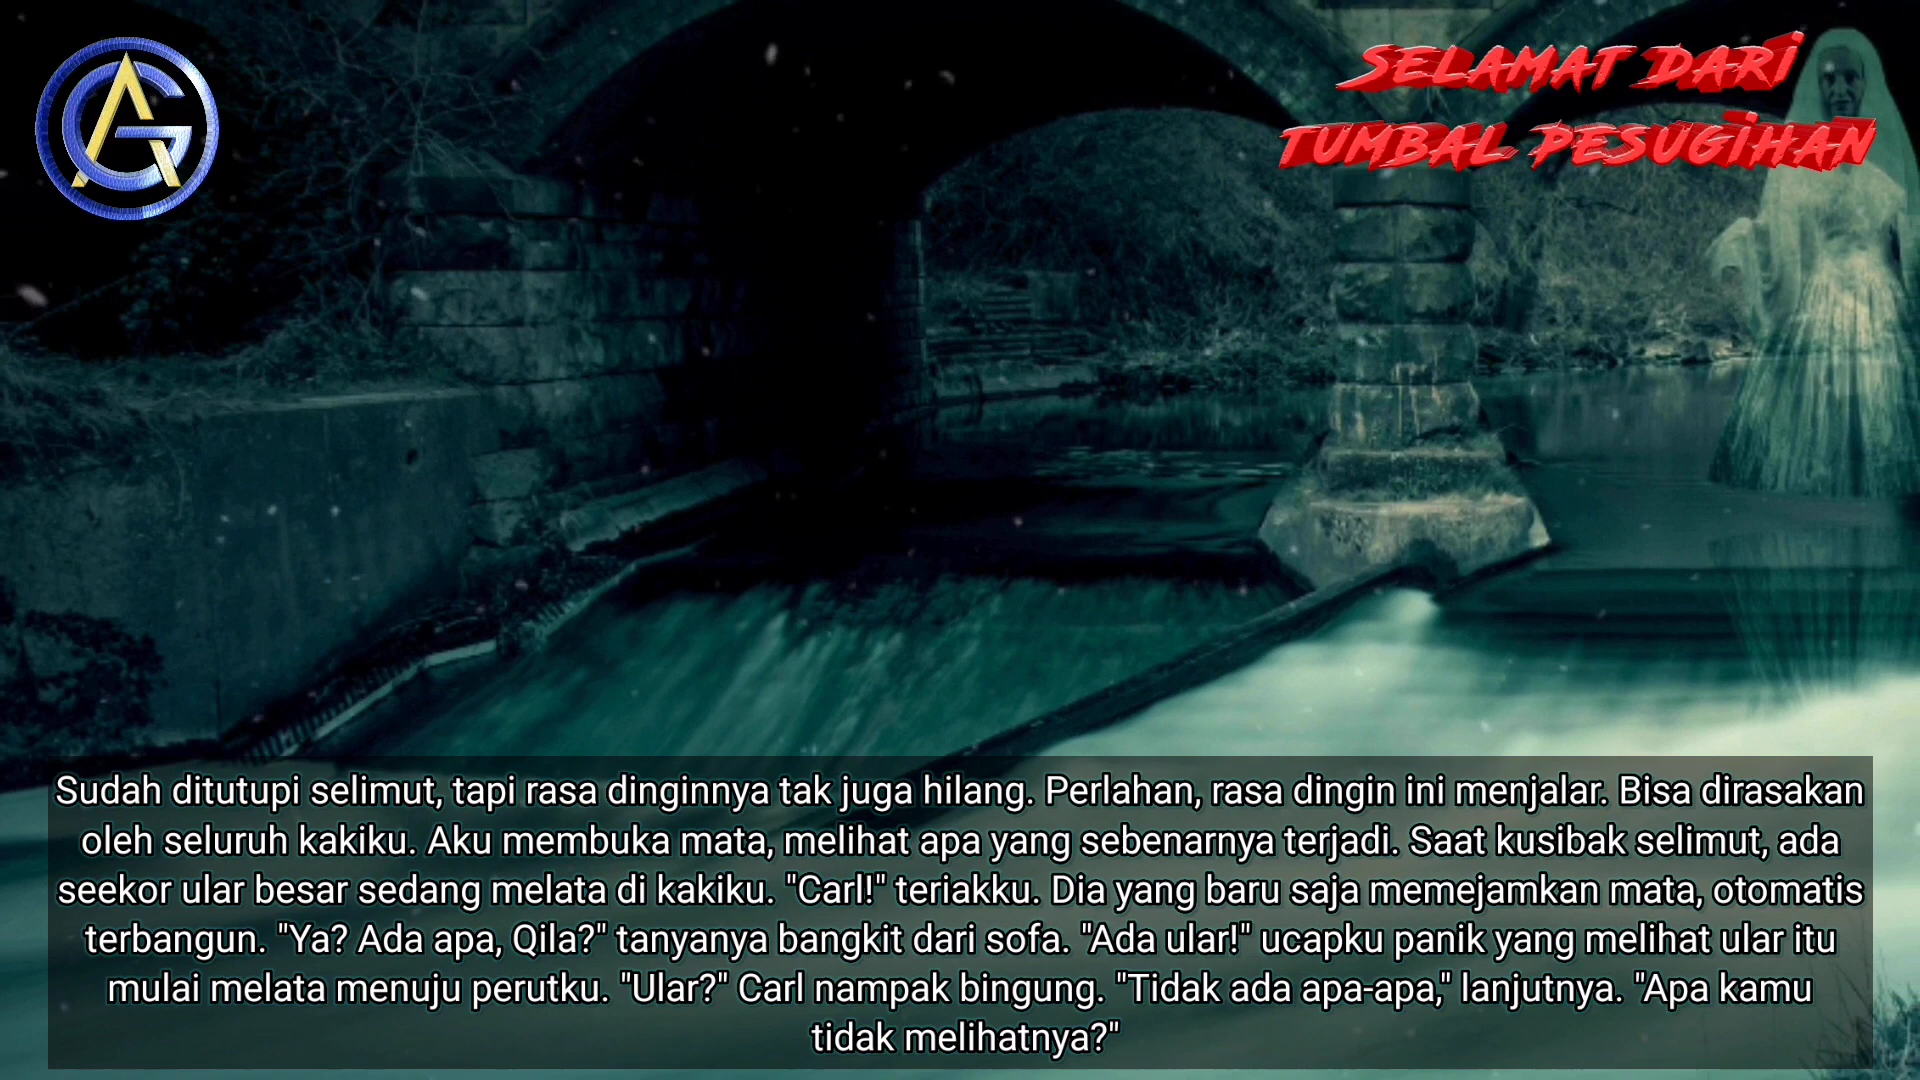 SELAMAT DARI
TUMBAL PESUGIHAN
Sudah ditutupi selimut, tapi rasa dinginnya tak juga hilang. Perlahan, rasa dingin ini menjalar. Bisa dirasakan
oleh seluruh kakiku. Aku membuka mata, melihat apa yang sebenarnya terjadi. Saat kusibak selimut, ada
seekor ular besar sedang melata di kakiku. "Carl!" teriakku. Dia yang baru saja memejamkan mata, otomatis
terbangun. "Ya? Ada apa, Qila?" tanyanya bangkit dari sofa. "Ada ular!" ucapku panik yang melihat ular itu
mulai melata menuju perutku. "Ular?" Carl nampak bingung. "Tidak ada apa-apa," lanjutnya. "Apa kamu
tidak melihatnya?"